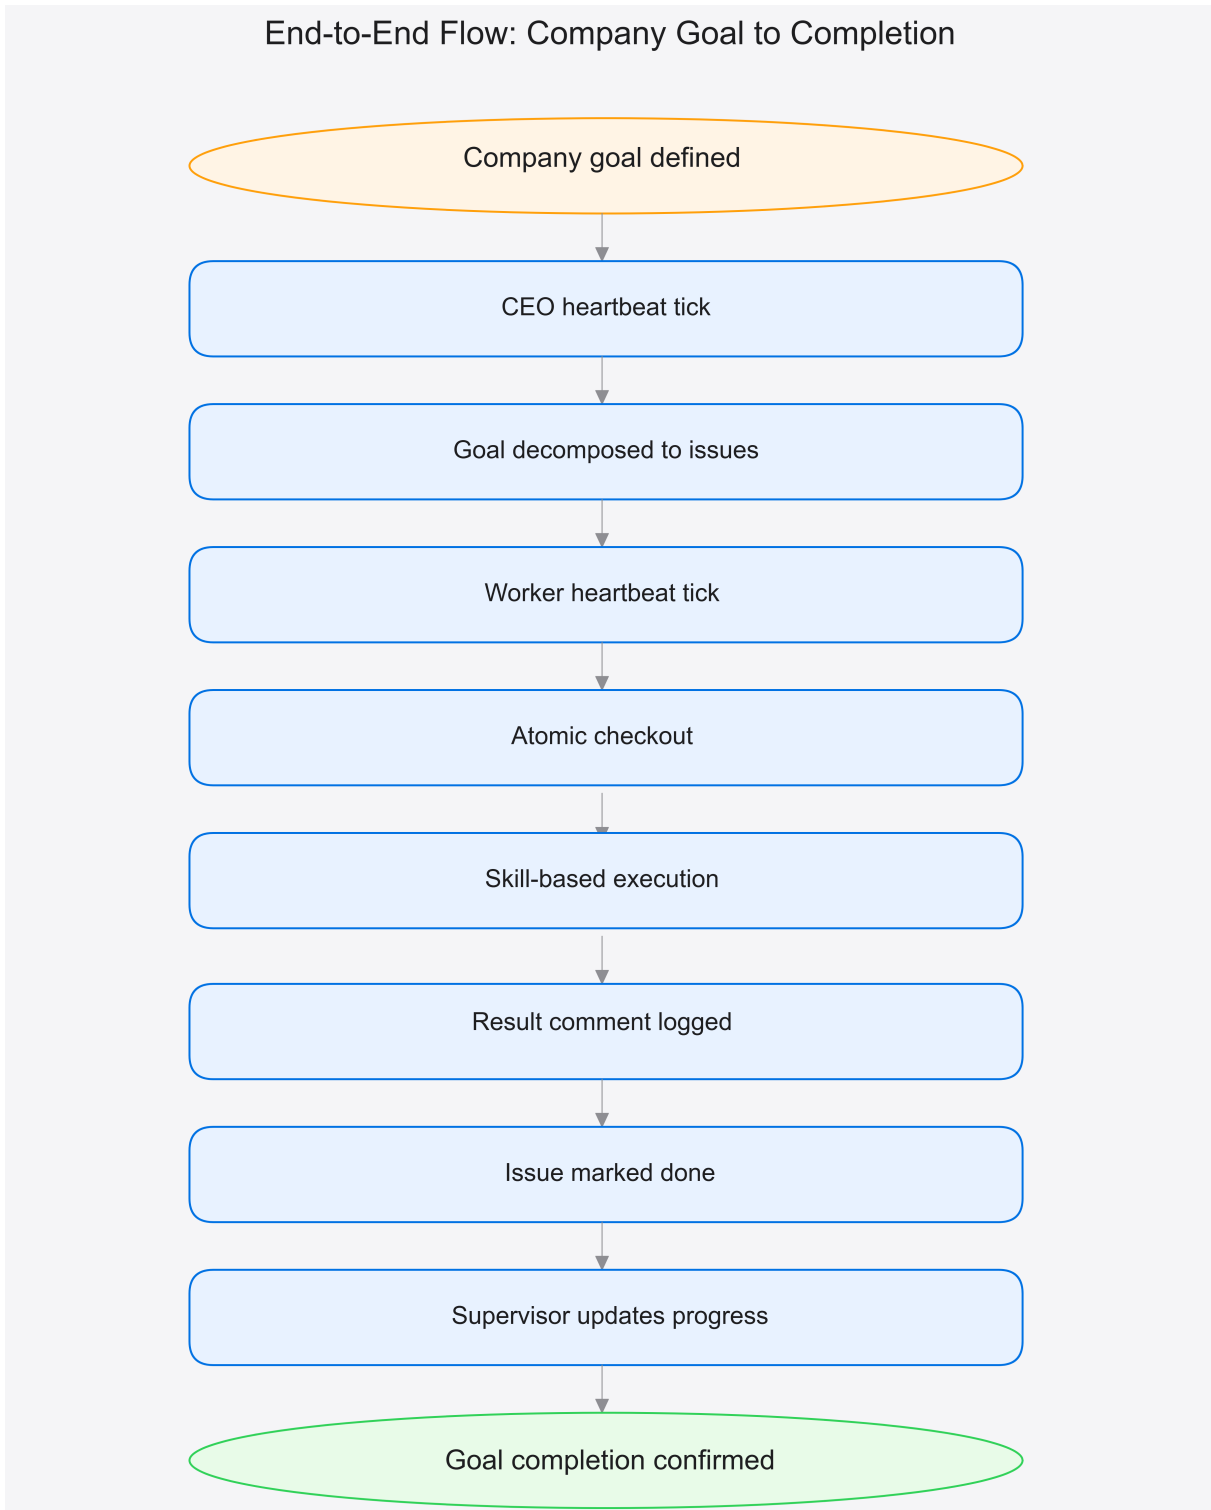 End-to-End Flow: Company Goal to Completion
Company goal defined
CEO heartbeat tick
Goal decomposed to issues
Worker heartbeat tick
Atomic checkout
Skill-based execution
Result comment logged
Issue marked done
Supervisor updates progress
Goal completion confirmed